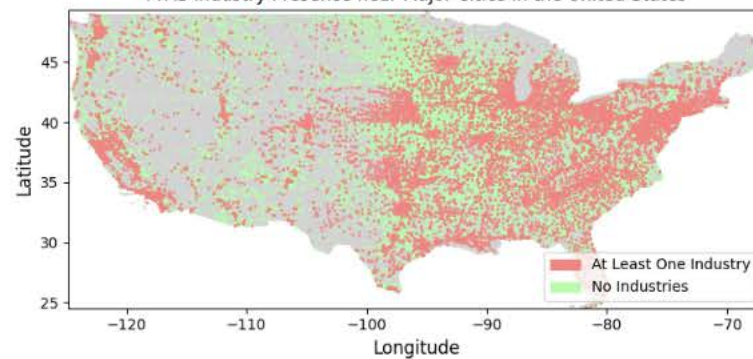 Industry Presence near Major Cities in the United States
45
40
35
30
25
Latitude
At Least One Industry
No Industries
−120
−110
−100
−90
−80
−70
Longitude